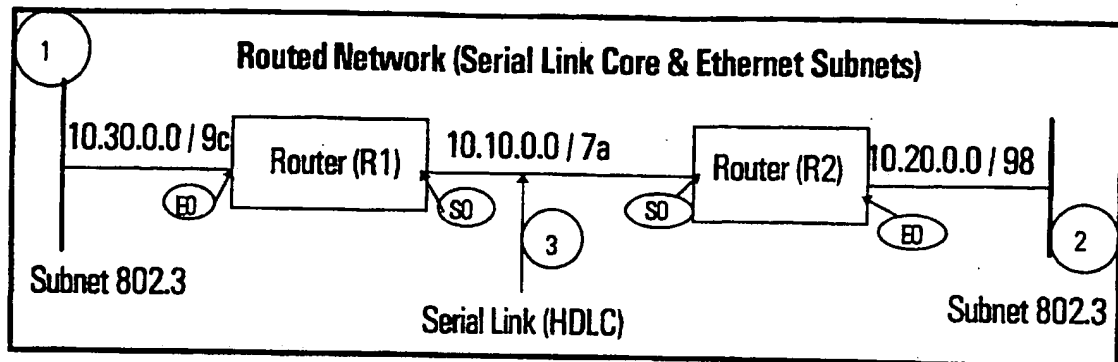 1
Routed Network (Serial Link Core & Ethernet Subnets)
10.30.0.0 / 9c
Router (R1)
10.10.0.0 / 7a
Router (R2)
10.20.0.0 / 98
E0
S0
S0
E0
3
2
Subnet 802.3
Serial Link (HDLC)
Subnet 802.3